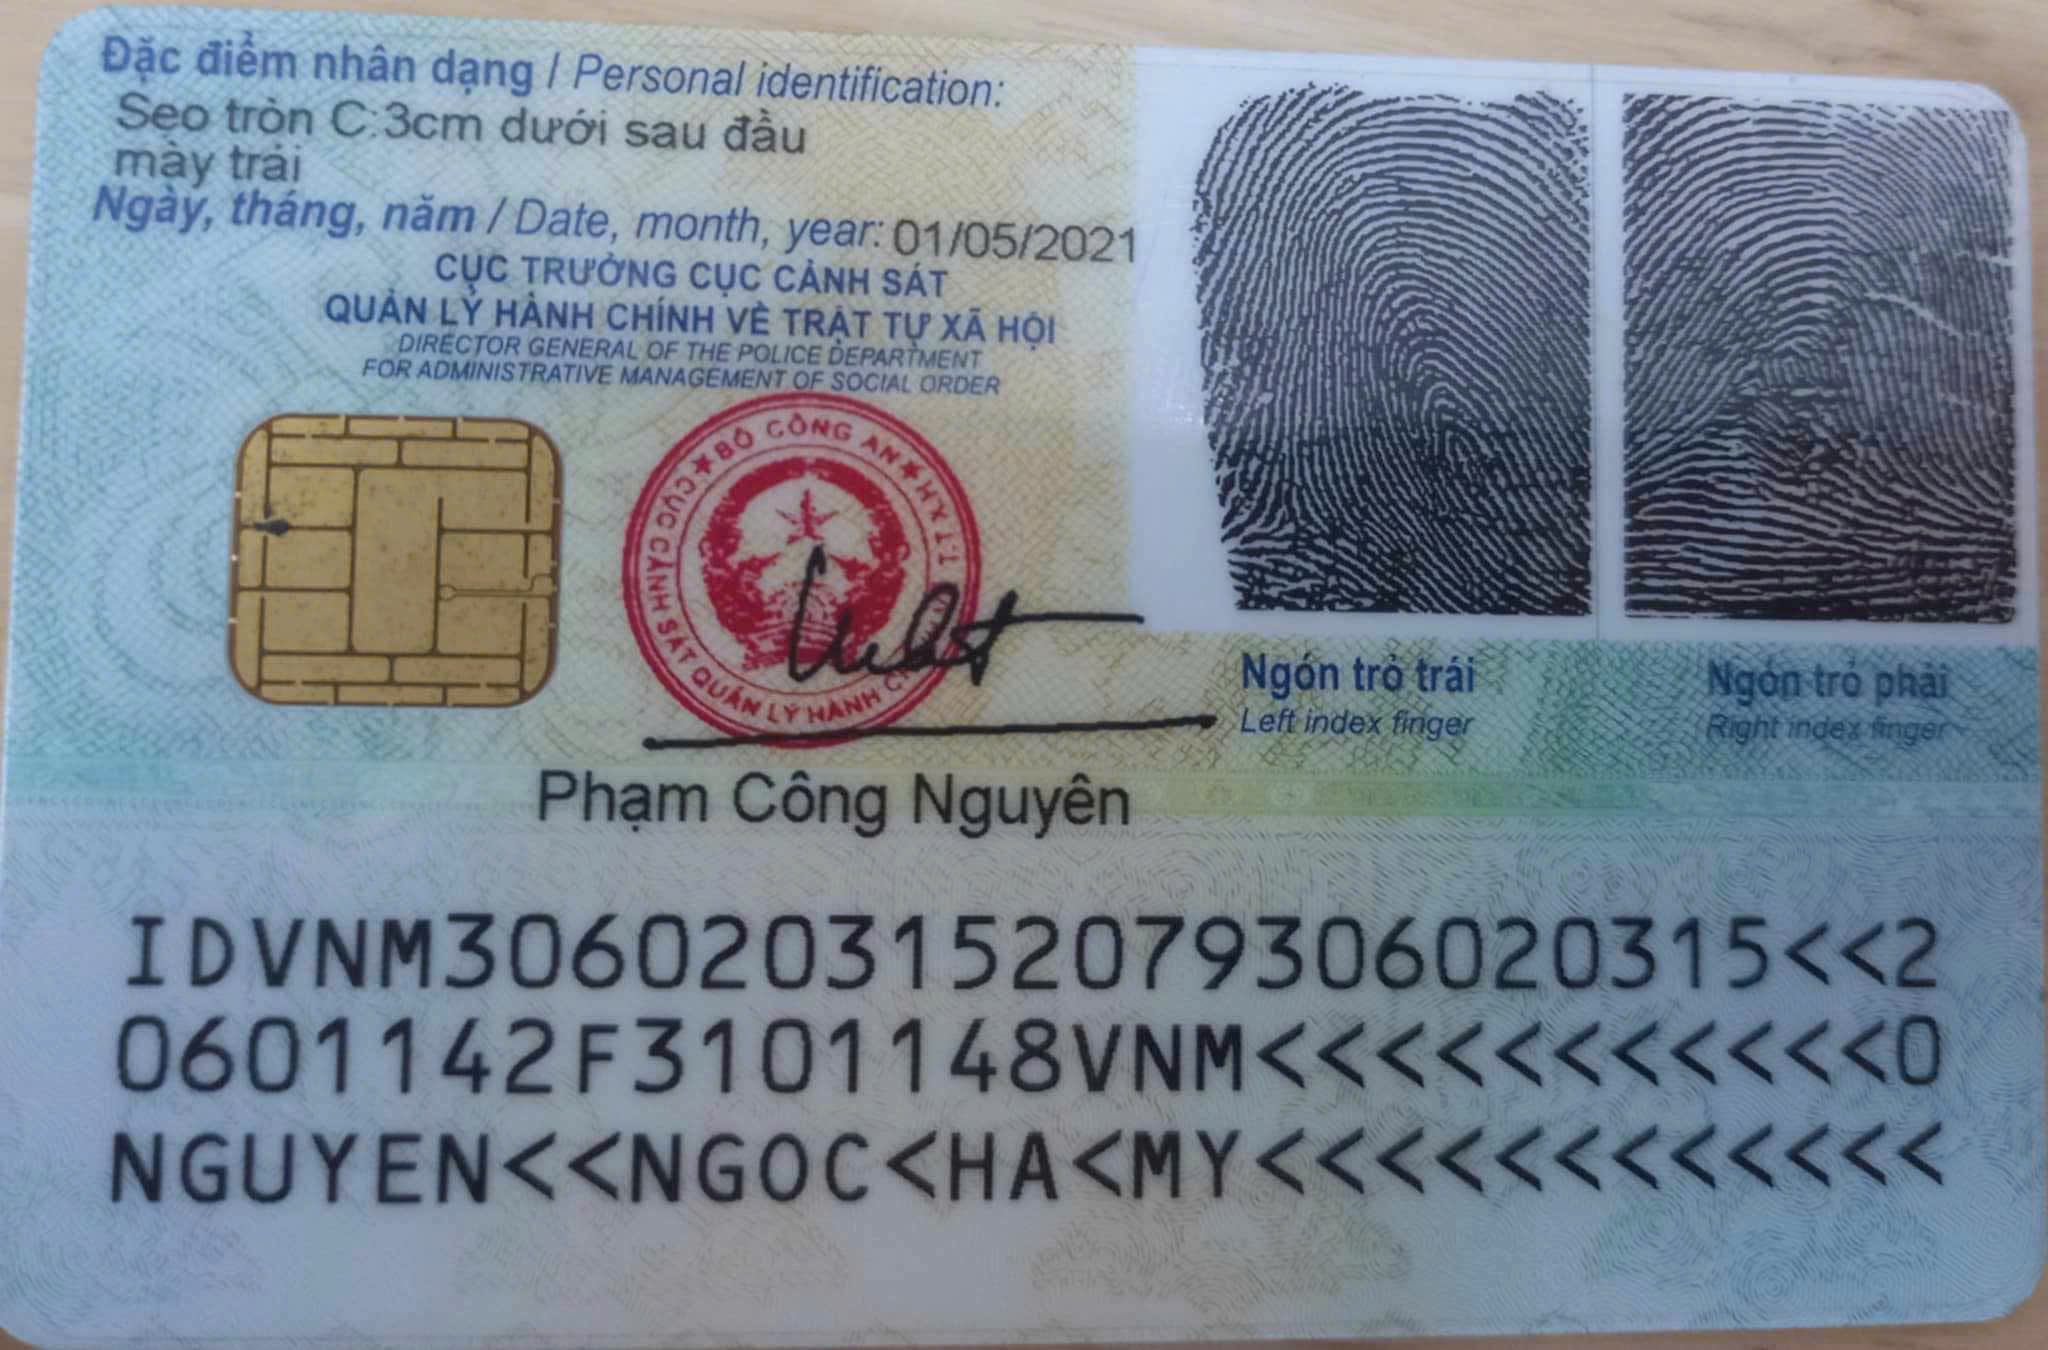 Đặc điểm nhân dạng / Personal identification:
Sẹo tròn C:3cm dưới sau đầu
mày trái
Ngày, tháng, năm / Date, month, year: 01/05/2021
CỤC TRƯỞNG CỤC CẢNH SÁT
QUẢN LÝ HÀNH CHÍNH VỀ TRẬT TỰ XÃ HỘI
DIRECTOR GENERAL OF THE POLICE DEPARTMENT
FOR ADMINISTRATIVE MANAGEMENT OF SOCIAL ORDER
BỘ CÔNG AN
CỤC CẢNH SÁT QUẢN LÝ HÀNH
TTXH
Ngón trỏ trái
Left index finger
Ngón trỏ phải
Right index finger
Phạm Công Nguyên
IDVNM3060203152079306020315<<2
0601142F3101148VNM<<<<<<<<<<<0
NGUYEN<<NGOC<HA<MY<<<<<<<<<<<<